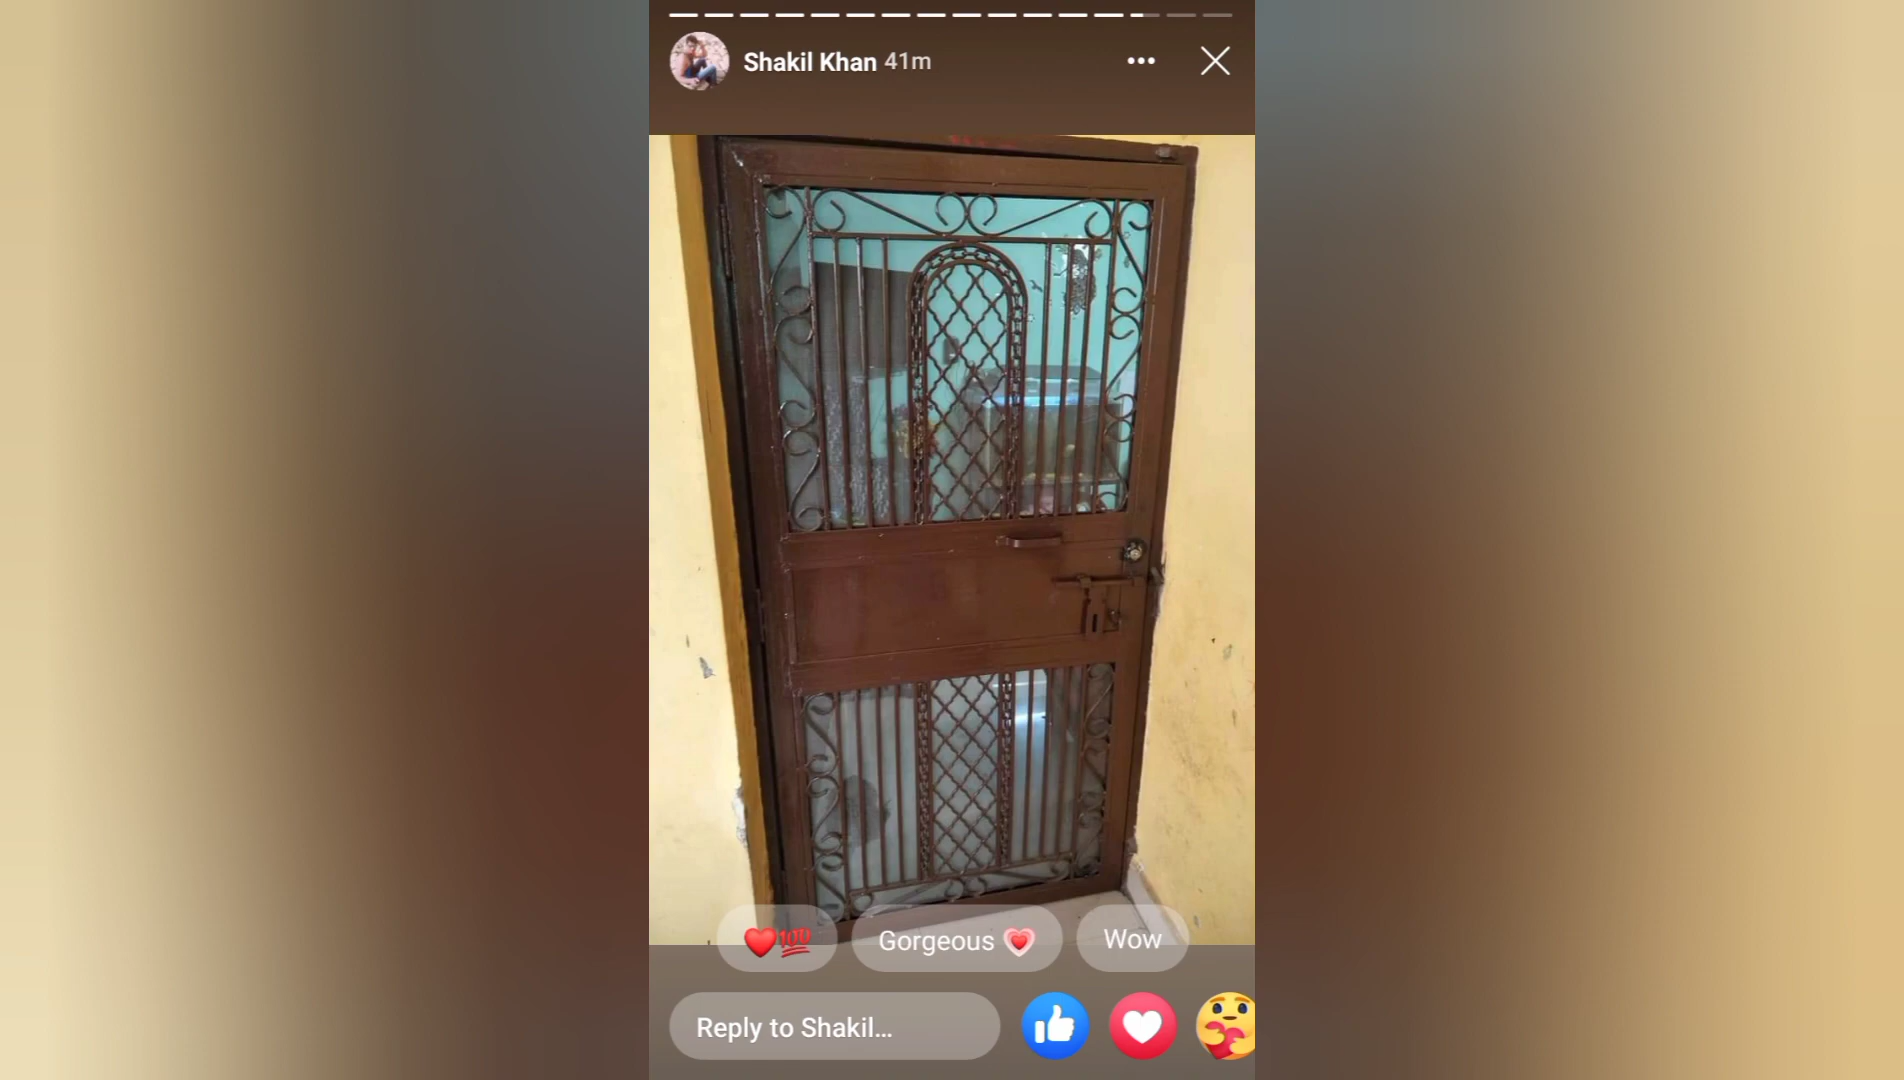 Shakil Khan 41m
❤️💯
Gorgeous 💗
Wow
Reply to Shakil...